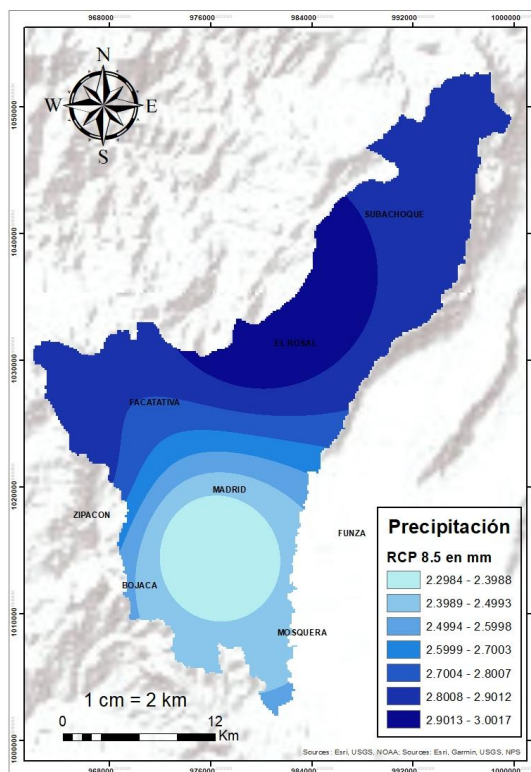 968000 976000 984000 992000 1000000
N
W E
S
1050000
SUBACHOQUE
1040000
EL ROSAL
1030000
FACATATIVA
1020000
MADRID
ZIPACON
FUNZA
BOJACA
1010000
MOSQUERA
1000000
Precipitación
RCP 8.5 en mm
2.2984 - 2.3988
2.3989 - 2.4993
2.4994 - 2.5998
2.5999 - 2.7003
2.7004 - 2.8007
2.8008 - 2.9012
2.9013 - 3.0017
1 cm = 2 km
0 12
Km
Sources: Esri, USGS, NOAA; Sources: Esri, Garmin, USGS, NPS
968000 976000 984000 992000 1000000